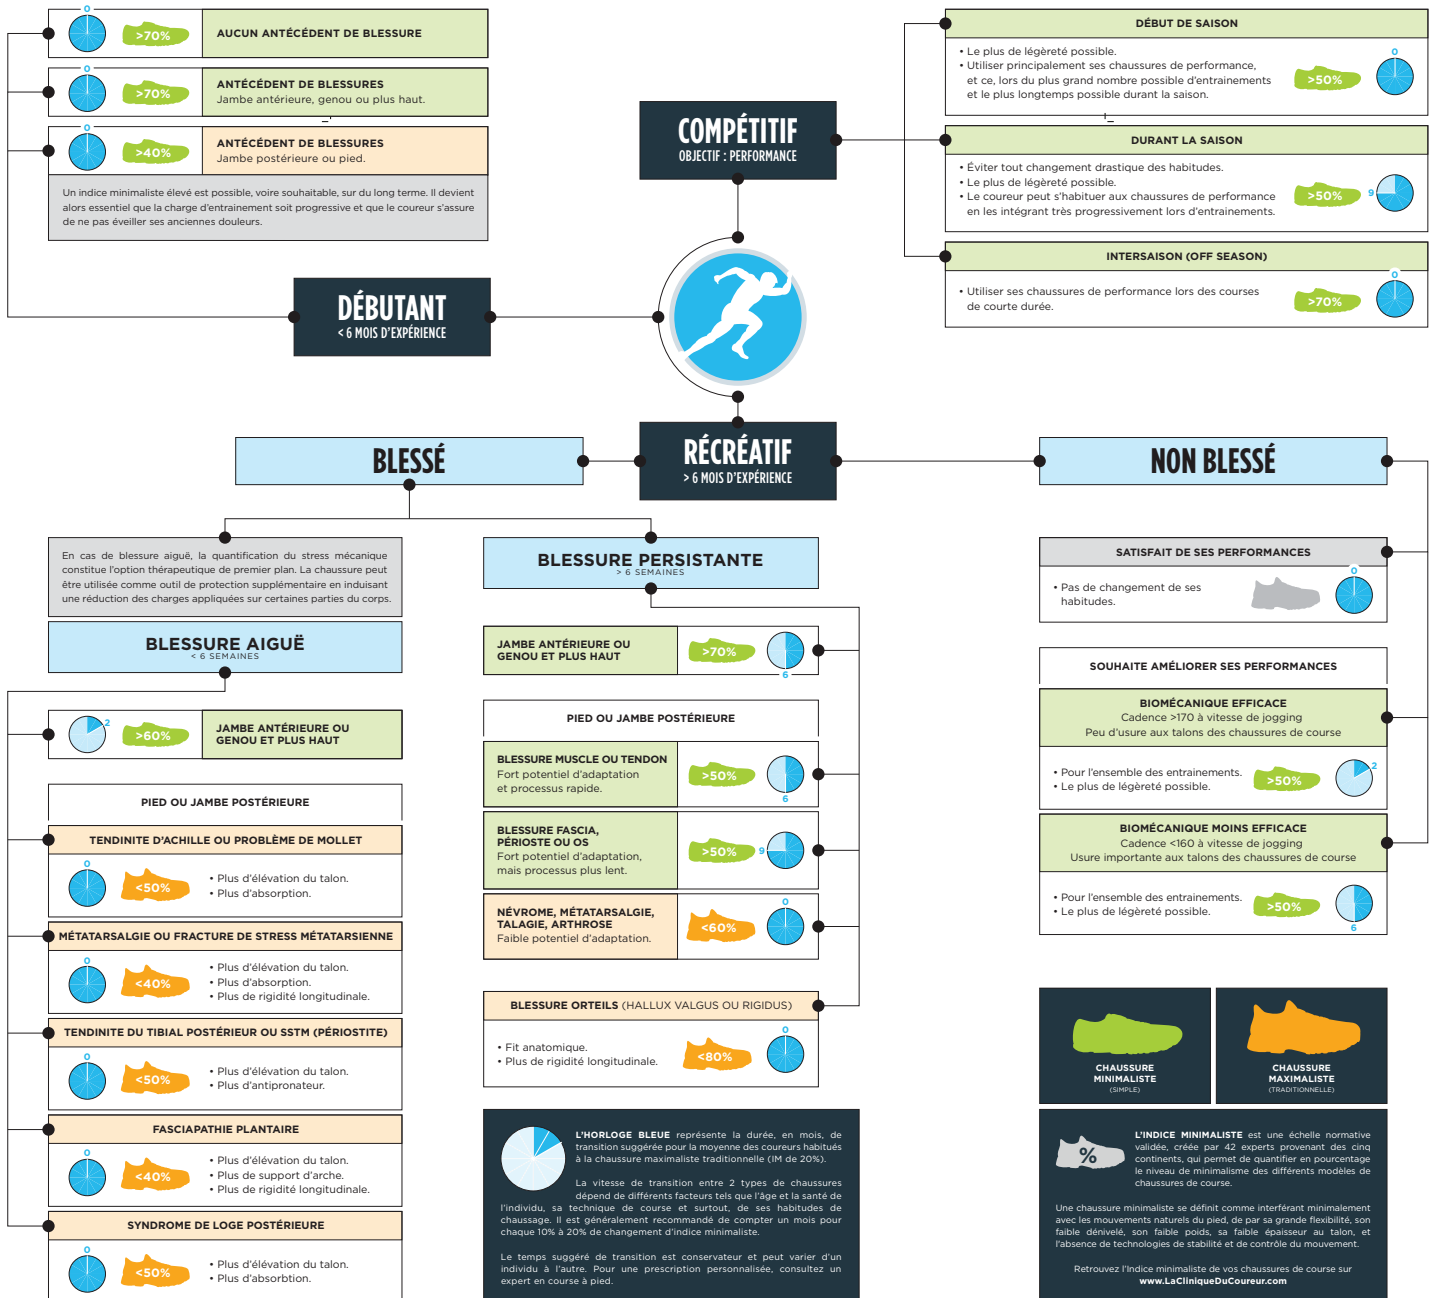 0
>70%
AUCUN ANTÉCÉDENT DE BLESSURE
0
>70%
ANTÉCÉDENT DE BLESSURES
Jambe antérieure, genou ou plus haut.
0
>40%
ANTÉCÉDENT DE BLESSURES
Jambe postérieure ou pied.
Un indice minimaliste élevé est possible, voire souhaitable, sur du long terme. Il devient
alors essentiel que la charge d'entrainement soit progressive et que le coureur s'assure
de ne pas éveiller ses anciennes douleurs.
DÉBUTANT
< 6 MOIS D'EXPÉRIENCE
COMPÉTITIF
OBJECTIF : PERFORMANCE
DÉBUT DE SAISON
• Le plus de légèreté possible.
• Utiliser principalement ses chaussures de performance,
et ce, lors du plus grand nombre possible d'entrainements
et le plus longtemps possible durant la saison.
>50%
0
DURANT LA SAISON
• Éviter tout changement drastique des habitudes.
• Le plus de légèreté possible.
• Le coureur peut s'habituer aux chaussures de performance
en les intégrant très progressivement lors d'entrainements.
>50%
9
INTERSAISON (OFF SEASON)
• Utiliser ses chaussures de performance lors des courses
de courte durée.
>70%
0
RÉCRÉATIF
> 6 MOIS D'EXPÉRIENCE
BLESSÉ
En cas de blessure aiguë, la quantification du stress mécanique
constitue l'option thérapeutique de premier plan. La chaussure peut
être utilisée comme outil de protection supplémentaire en induisant
une réduction des charges appliquées sur certaines parties du corps.
BLESSURE AIGUË
< 6 SEMAINES
2
>60%
JAMBE ANTÉRIEURE OU
GENOU ET PLUS HAUT
PIED OU JAMBE POSTÉRIEURE
TENDINITE D'ACHILLE OU PROBLÈME DE MOLLET
0
<50%
• Plus d'élévation du talon.
• Plus d'absorption.
MÉTATARSALGIE OU FRACTURE DE STRESS MÉTATARSIENNE
0
<40%
• Plus d'élévation du talon.
• Plus d'absorption.
• Plus de rigidité longitudinale.
TENDINITE DU TIBIAL POSTÉRIEUR OU SSTM (PÉRIOSTITE)
0
<50%
• Plus d'élévation du talon.
• Plus d'antipronateur.
FASCIAPATHIE PLANTAIRE
0
<40%
• Plus d'élévation du talon.
• Plus de support d'arche.
• Plus de rigidité longitudinale.
SYNDROME DE LOGE POSTÉRIEURE
0
<50%
• Plus d'élévation du talon.
• Plus d'absorbtion.
BLESSURE PERSISTANTE
> 6 SEMAINES
JAMBE ANTÉRIEURE OU
GENOU ET PLUS HAUT
>70%
6
PIED OU JAMBE POSTÉRIEURE
BLESSURE MUSCLE OU TENDON
Fort potentiel d'adaptation
et processus rapide.
>50%
6
BLESSURE FASCIA,
PÉRIOSTE OU OS
Fort potentiel d'adaptation,
mais processus plus lent.
>50%
9
NÉVROME, MÉTATARSALGIE,
TALAGIE, ARTHROSE
Faible potentiel d'adaptation.
<60%
0
BLESSURE ORTEILS (HALLUX VALGUS OU RIGIDUS)
• Fit anatomique.
• Plus de rigidité longitudinale.
<80%
0
L'HORLOGE BLEUE représente la durée, en mois, de
transition suggérée pour la moyenne des coureurs habitués
à la chaussure maximaliste traditionnelle (IM de 20%).
La vitesse de transition entre 2 types de chaussures
dépend de différents facteurs tels que l'âge et la santé de
l'individu, sa technique de course et surtout, de ses habitudes de
chaussage. Il est généralement recommandé de compter un mois pour
chaque 10% à 20% de changement d'indice minimaliste.
Le temps suggéré de transition est conservateur et peut varier d'un
individu à l'autre. Pour une prescription personnalisée, consultez un
expert en course à pied.
NON BLESSÉ
SATISFAIT DE SES PERFORMANCES
• Pas de changement de ses
habitudes.
0
SOUHAITE AMÉLIORER SES PERFORMANCES
BIOMÉCANIQUE EFFICACE
Cadence >170 à vitesse de jogging
Peu d'usure aux talons des chaussures de course
• Pour l'ensemble des entrainements.
• Le plus de légèreté possible.
>50%
2
BIOMÉCANIQUE MOINS EFFICACE
Cadence <160 à vitesse de jogging
Usure importante aux talons des chaussures de course
• Pour l'ensemble des entrainements.
• Le plus de légèreté possible.
>50%
6
CHAUSSURE
MINIMALISTE
(SIMPLE)
CHAUSSURE
MAXIMALISTE
(TRADITIONNELLE)
%
L'INDICE MINIMALISTE est une échelle normative
validée, créée par 42 experts provenant des cinq
continents, qui permet de quantifier en pourcentage
le niveau de minimalisme des différents modèles de
chaussures de course.
Une chaussure minimaliste se définit comme interférant minimalement
avec les mouvements naturels du pied, de par sa grande flexibilité, son
faible dénivelé, son faible poids, sa faible épaisseur au talon, et
l'absence de technologies de stabilité et de contrôle du mouvement.
Retrouvez l'Indice minimaliste de vos chaussures de course sur
www.LaCliniqueDuCoureur.com